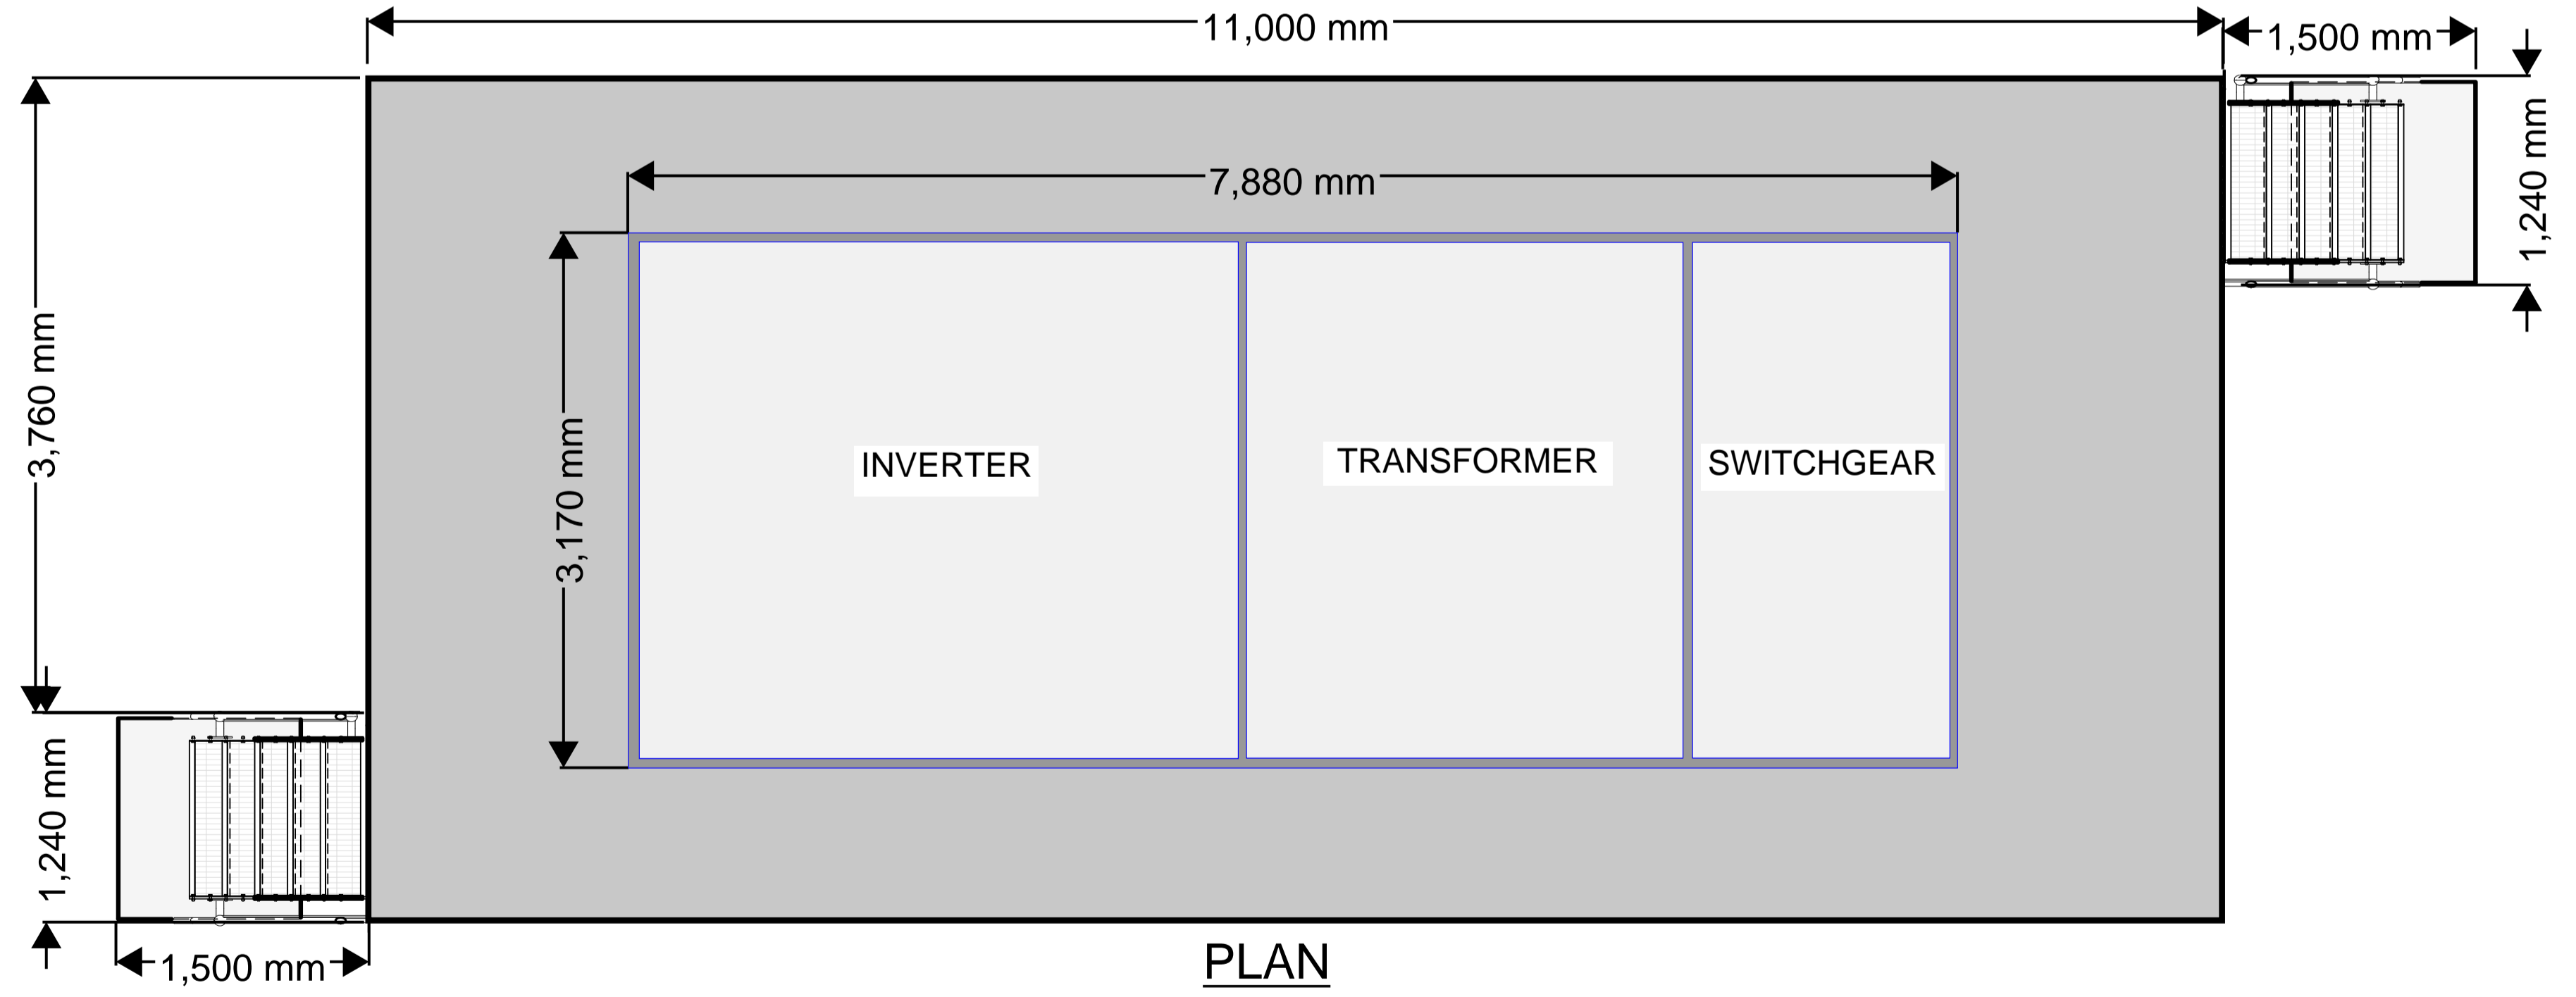 11,000 mm
1,500 mm
1,240 mm
7,880 mm
3,760 mm
3,170 mm
INVERTER
TRANSFORMER
SWITCHGEAR
1,240 mm
1,500 mm
PLAN